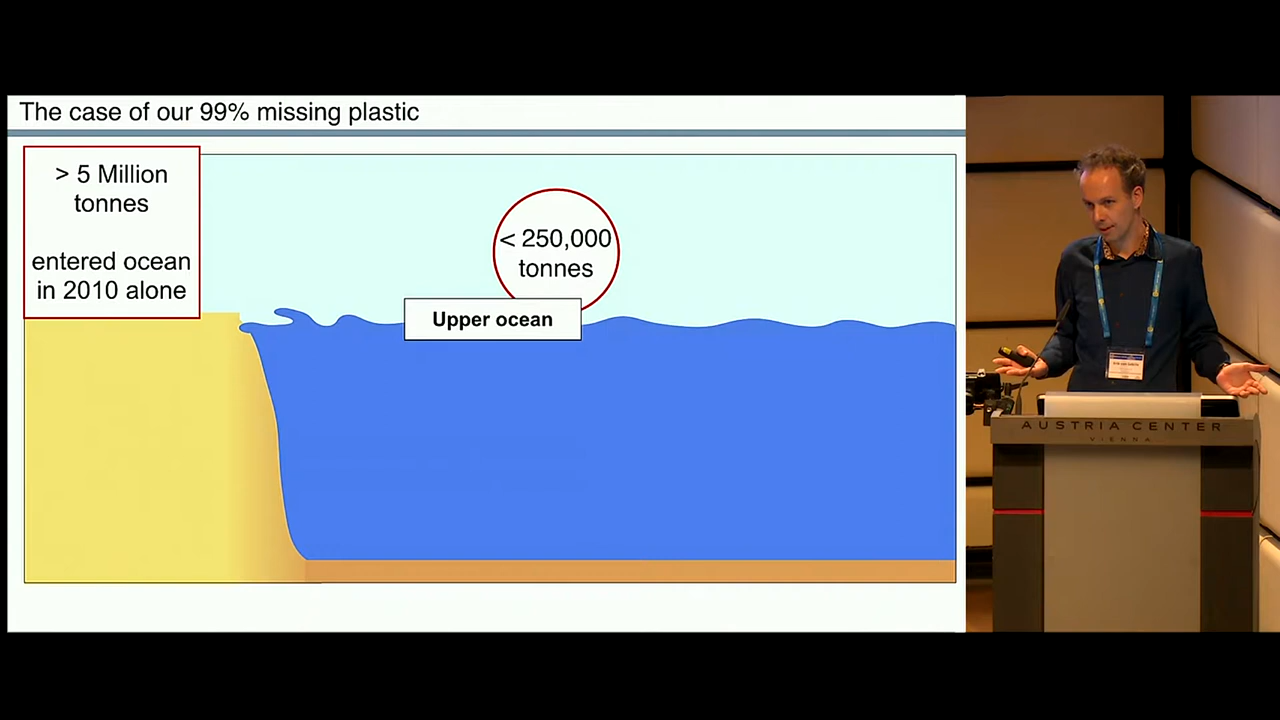 The case of our 99% missing plastic
> 5 Million
tonnes
entered ocean
in 2010 alone
< 250,000
tonnes
Upper ocean
AUSTRIA CENTER
VIENNA